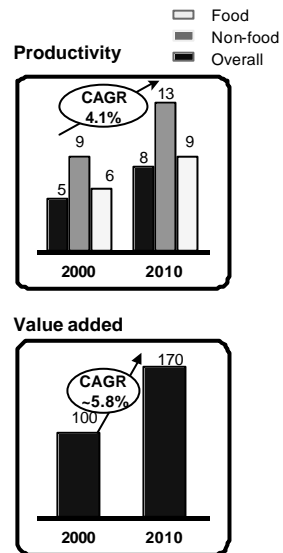 Food
Non-food
Overall
Productivity
CAGR
4.1%
13
9
9
8
6
5
2000 2010
Value added
170
CAGR
~5.8%
100
2000 2010